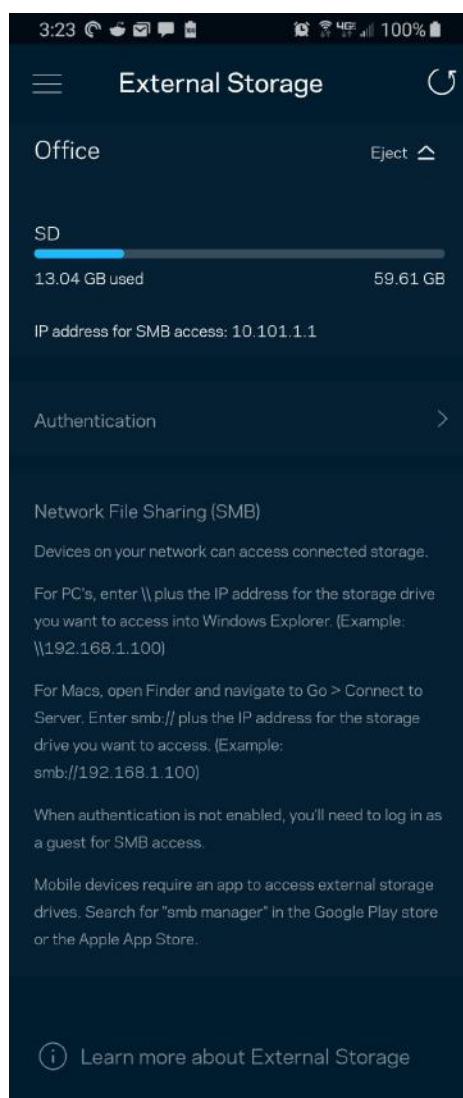 3:23 4GE 100%
External Storage
Office Eject
SD
13.04 GB used 59.61 GB
IP address for SMB access: 10.101.1.1
Authentication
Network File Sharing (SMB)
Devices on your network can access connected storage.
For PC's, enter \\ plus the IP address for the storage drive
you want to access into Windows Explorer. (Example:
\\192.168.1.100)
For Macs, open Finder and navigate to Go > Connect to
Server. Enter smb:// plus the IP address for the storage
drive you want to access. (Example:
smb://192.168.1.100)
When authentication is not enabled, you'll need to log in as
a guest for SMB access.
Mobile devices require an app to access external storage
drives. Search for "smb manager" in the Google Play store
or the Apple App Store.
Learn more about External Storage